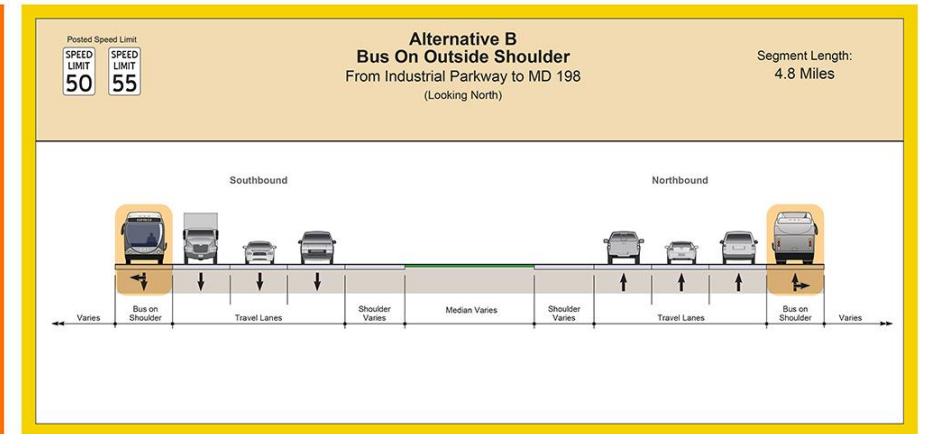 Posted Speed Limit
SPEED LIMIT 50
SPEED LIMIT 55
Alternative B
Bus On Outside Shoulder
From Industrial Parkway to MD 198
(Looking North)
Segment Length:
4.8 Miles
Southbound
Northbound
Varies
Bus on
Shoulder
Travel Lanes
Shoulder
Varies
Median Varies
Shoulder
Varies
Travel Lanes
Bus on
Shoulder
Varies